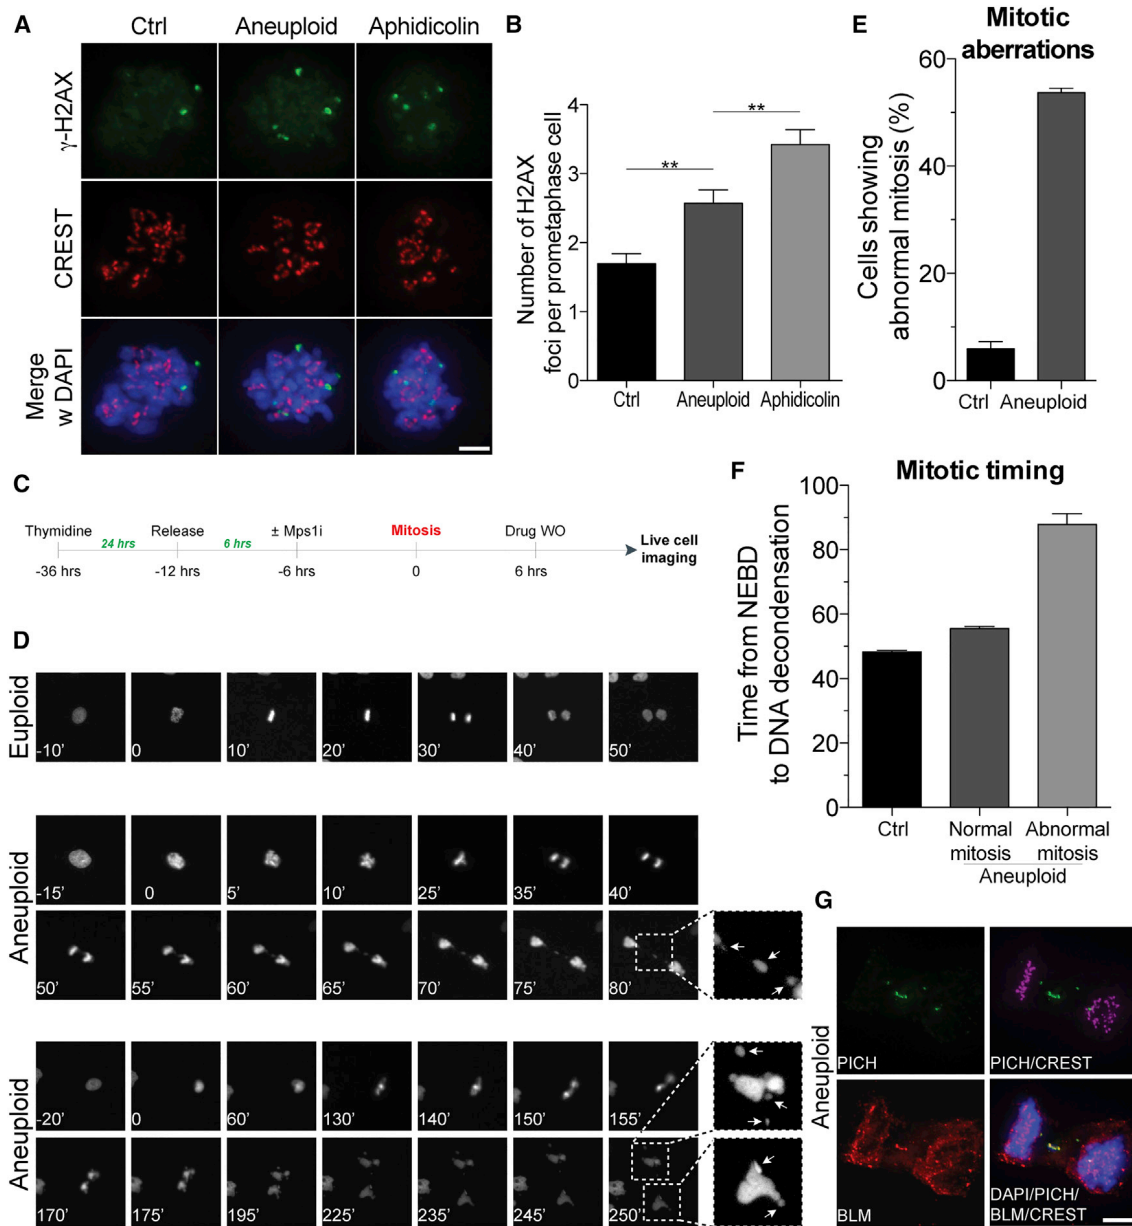 A
Ctrl
Aneuploid
Aphidicolin
γ-H2AX
CREST
Merge
w DAPI
B
Number of H2AX
foci per prometaphase cell
4
3
2
1
0
**
**
Ctrl
Aneuploid
Aphidicolin
E
Mitotic
aberrations
Cells showing
abnormal mitosis (%)
60
40
20
0
Ctrl Aneuploid
C
Thymidine
24 hrs
Release
6 hrs
± Mps1i
Mitosis
Drug WO
Live cell
imaging
-36 hrs
-12 hrs
-6 hrs
0
6 hrs
D
Euploid
-10’
0
10’
20’
30’
40’
50’
Aneuploid
-15’
0
5’
10’
25’
35’
40’
50’
55’
60’
65’
70’
75’
80’
Aneuploid
-20’
0
60’
130’
140’
150’
155’
170’
175’
195’
225’
235’
245’
250’
F
Mitotic timing
Time from NEBD
to DNA decondensation
100
80
60
40
20
0
Ctrl
Normal
mitosis
Abnormal
mitosis
Aneuploid
G
Aneuploid
PICH
PICH/CREST
BLM
DAPI/PICH/
BLM/CREST